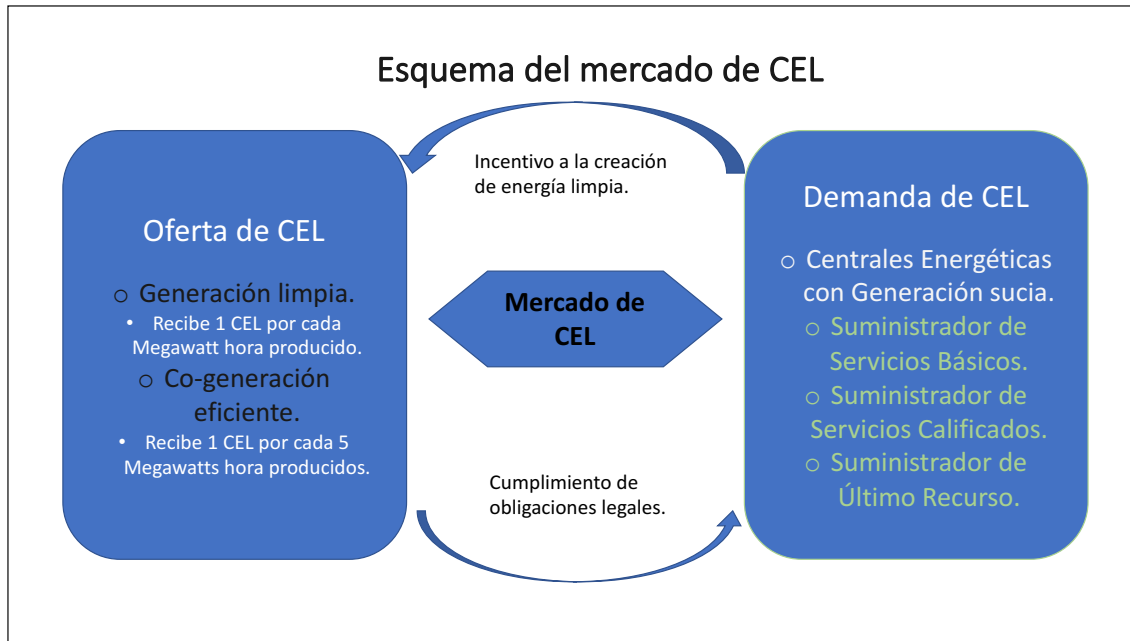 Esquema del mercado de CEL
Oferta de CEL
o Generación limpia.
• Recibe 1 CEL por cada
Megawatt hora producido.
o Co-generación
eficiente.
• Recibe 1 CEL por cada 5
Megawatts hora producidos.
Incentivo a la creación
de energía limpia.
Mercado de
CEL
Cumplimiento de
obligaciones legales.
Demanda de CEL
o Centrales Energéticas
con Generación sucia.
o Suministrador de
Servicios Básicos.
o Suministrador de
Servicios Calificados.
o Suministrador de
Último Recurso.